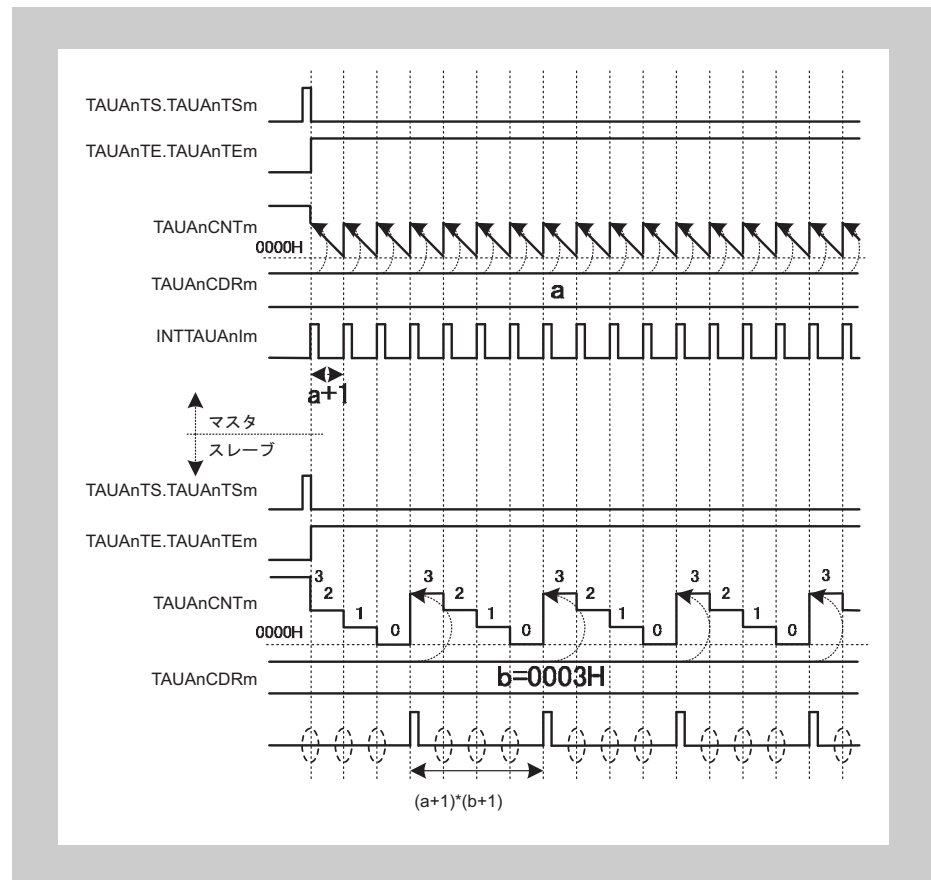 TAUAnTS.TAUAnTSm
TAUAnTE.TAUAnTEm
TAUAnCNTm
0000H
TAUAnCDRm
a
INTTAUAnIm
a+1
マスタ
スレーブ
TAUAnTS.TAUAnTSm
TAUAnTE.TAUAnTEm
3 3 3 3 3
2 2 2 2
TAUAnCNTm
1 1 1 1
0 0 0 0
0000H
TAUAnCDRm
b=0003H
(a+1)*(b+1)